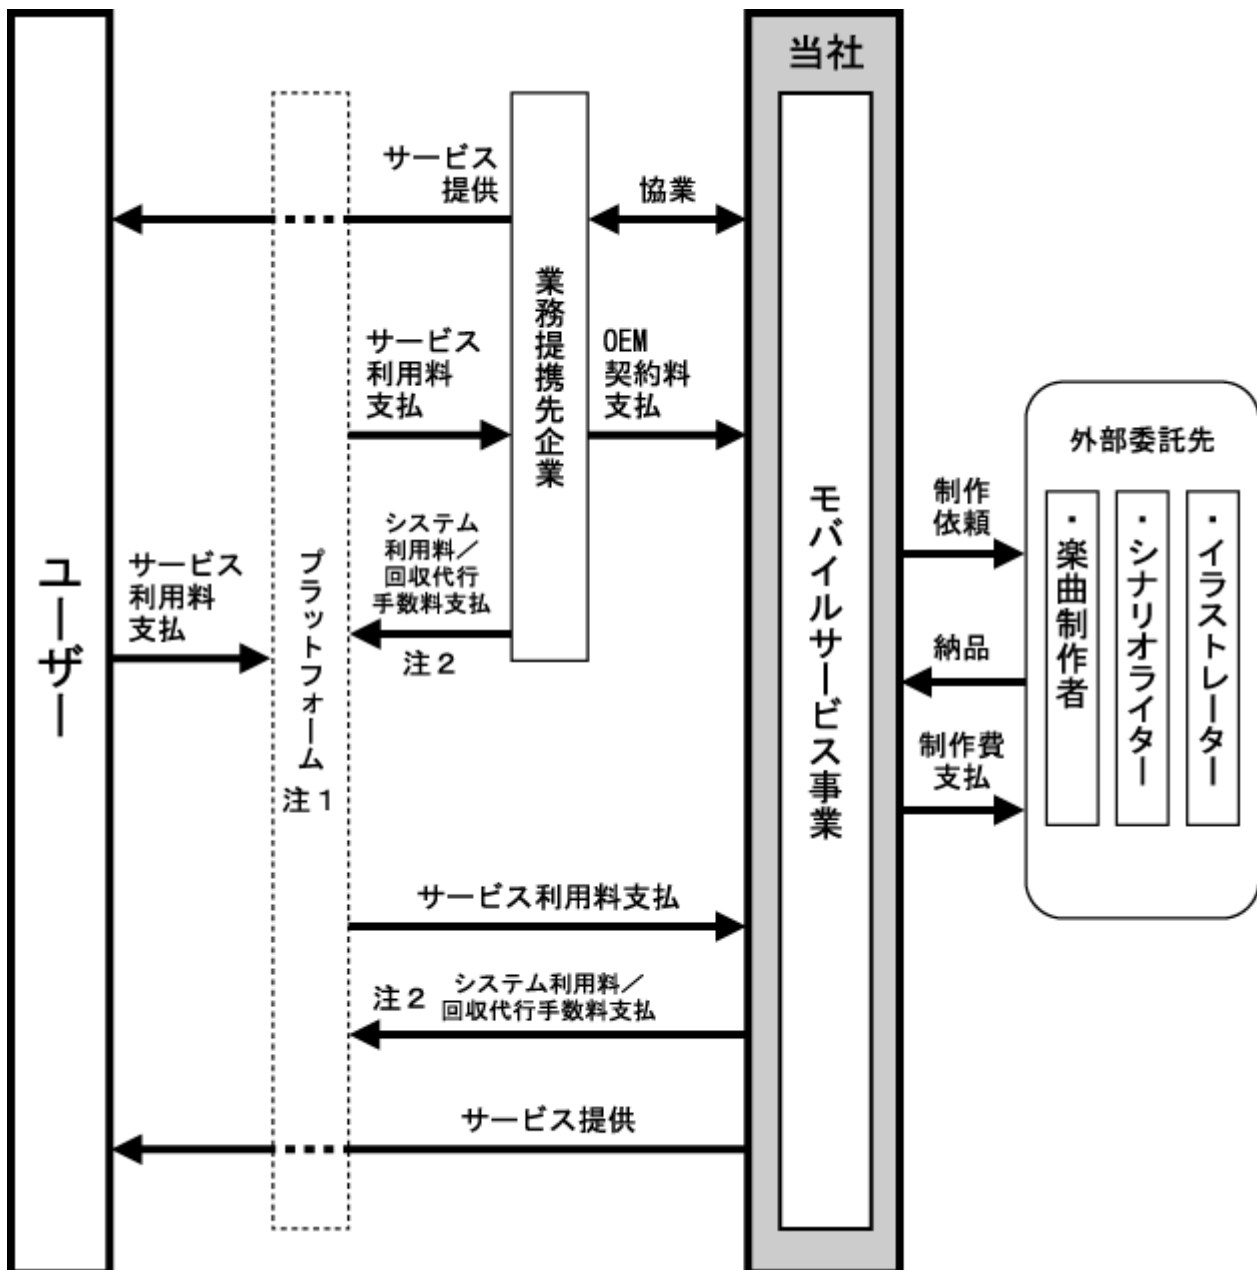 当社
サービス
提供
協業
業務提携先企業
サービス
利用料
支払
OEM
契約料
支払
システム
利用料／
回収代行
手数料支払
注２
ユーザー
サービス
利用料
支払
プラットフォーム
注１
モバイルサービス事業
外部委託先
制作
依頼
納品
制作費
支払
・楽曲制作者
・シナリオライター
・イラストレーター
サービス利用料支払
注２
システム利用料／
回収代行手数料支払
サービス提供